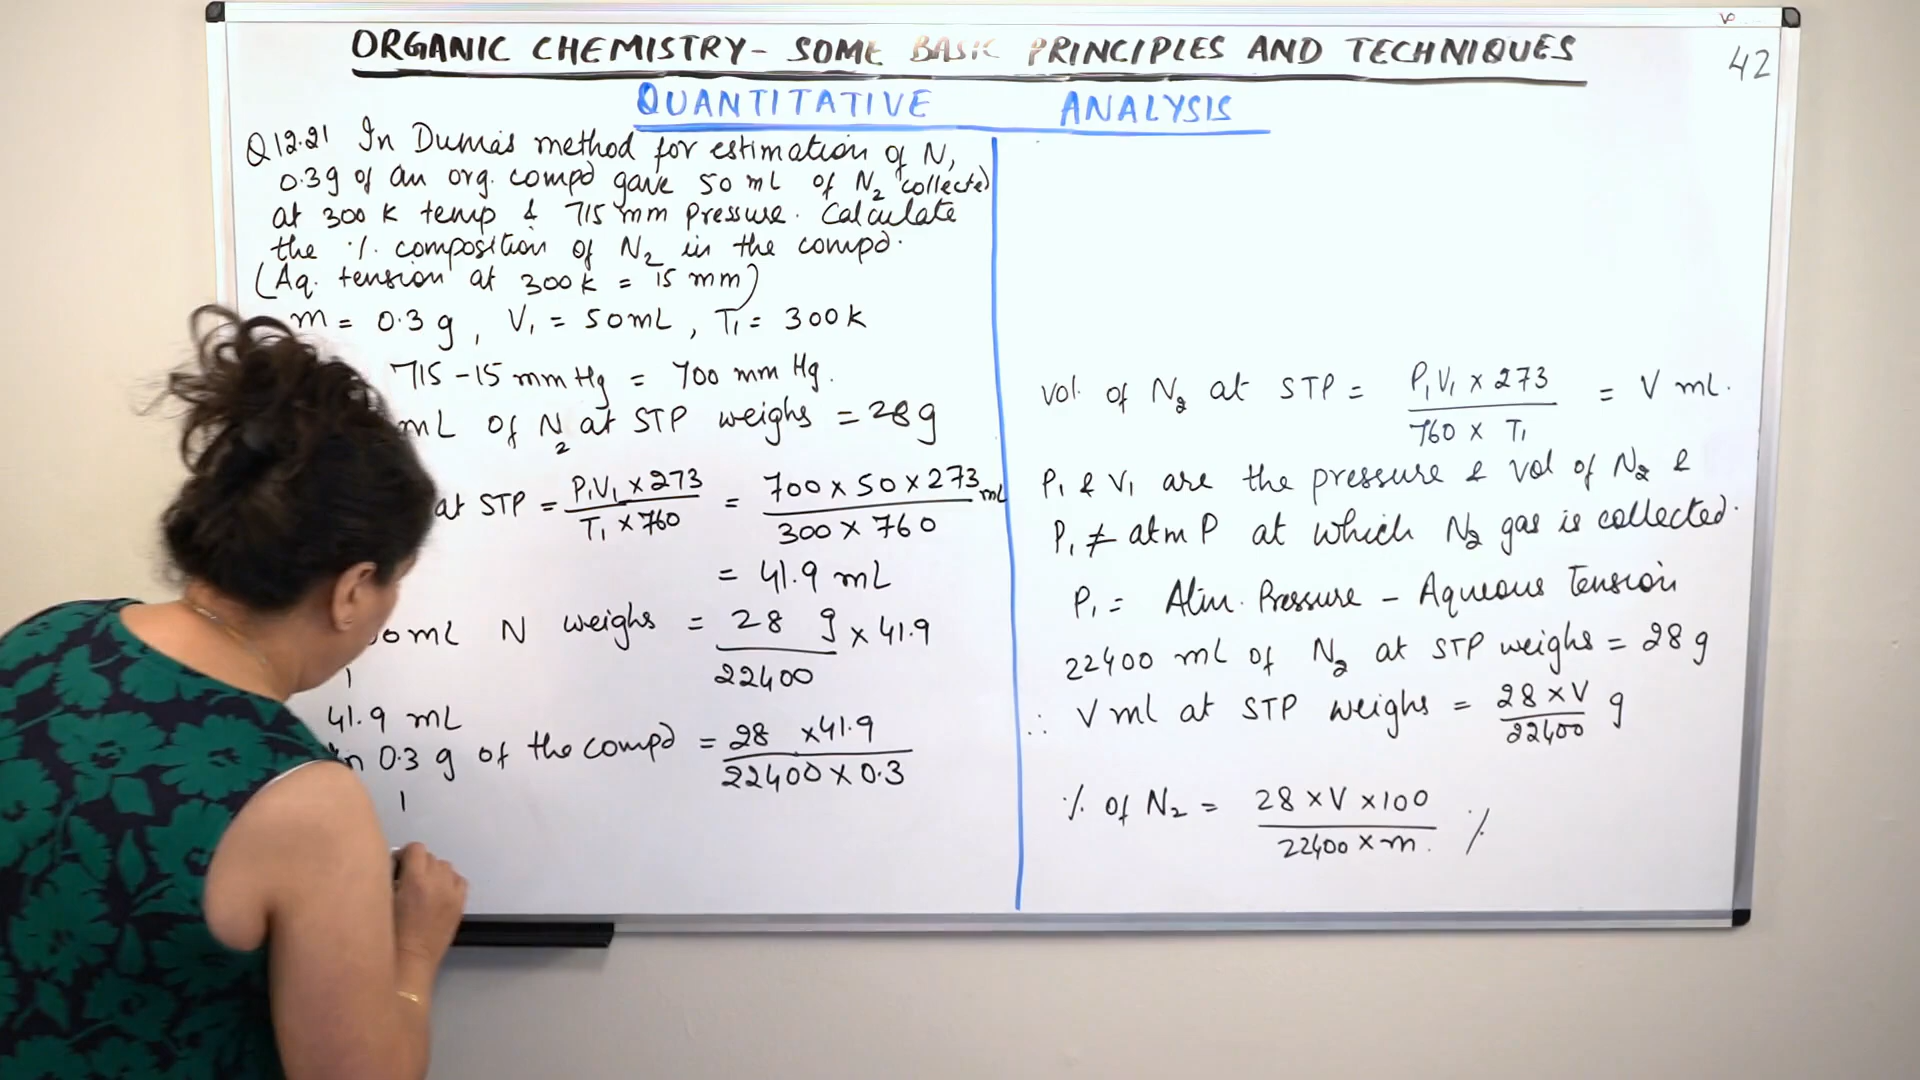 ORGANIC CHEMISTRY - SOME BASIC PRINCIPLES AND TECHNIQUES
42
QUANTITATIVE ANALYSIS
Q 12.21 In Dumas method for estimation of N,
0.3g of an org. compd gave 50 mL of N₂ collected
at 300 K temp & 715 mm pressure. Calculate
the % composition of N₂ in the compd.
(Aq. tension at 300K = 15 mm)
m = 0.3 g, V₁ = 50mL, T₁ = 300K
715 - 15 mm Hg = 700 mm Hg.
mL of N₂ at STP weighs = 28g
at STP = P₁V₁ × 273 / T₁ × 760 = 700 × 50 × 273 / 300 × 760 mL
= 41.9 mL
0mL N weighs = 28 g / 22400 × 41.9
1
41.9 mL
0.3 g of the compd = 28 × 41.9 / 22400 × 0.3
1
Vol. of N₂ at STP = P₁V₁ × 273 / 760 × T₁ = V mL.
P₁ & V₁ are the pressure & vol of N₂ &
P₁ ≠ atm P at which N₂ gas is collected.
P₁ = Atm. Pressure - Aqueous Tension
22400 ml of N₂ at STP weighs = 28 g
∴ V ml at STP weighs = 28 × V / 22400 g
% of N₂ = 28 × V × 100 / 22400 × m. %